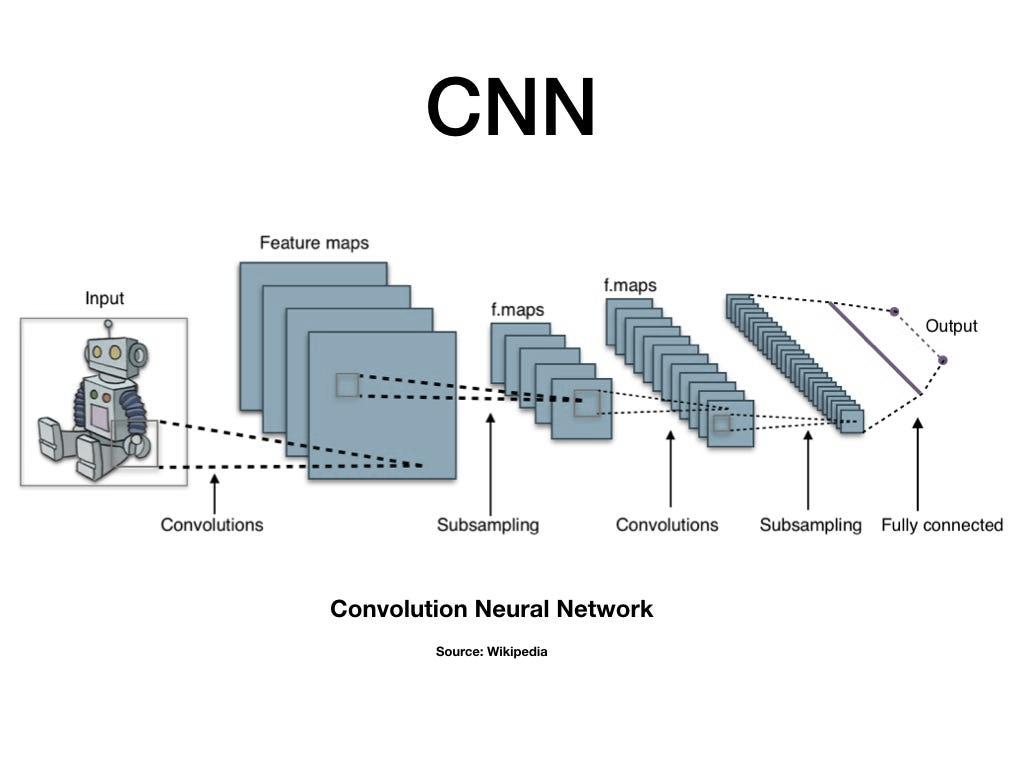 CNN
Feature maps
Input
f.maps
f.maps
Output
Convolutions
Subsampling
Convolutions
Subsampling
Fully connected
Convolution Neural Network
Source: Wikipedia